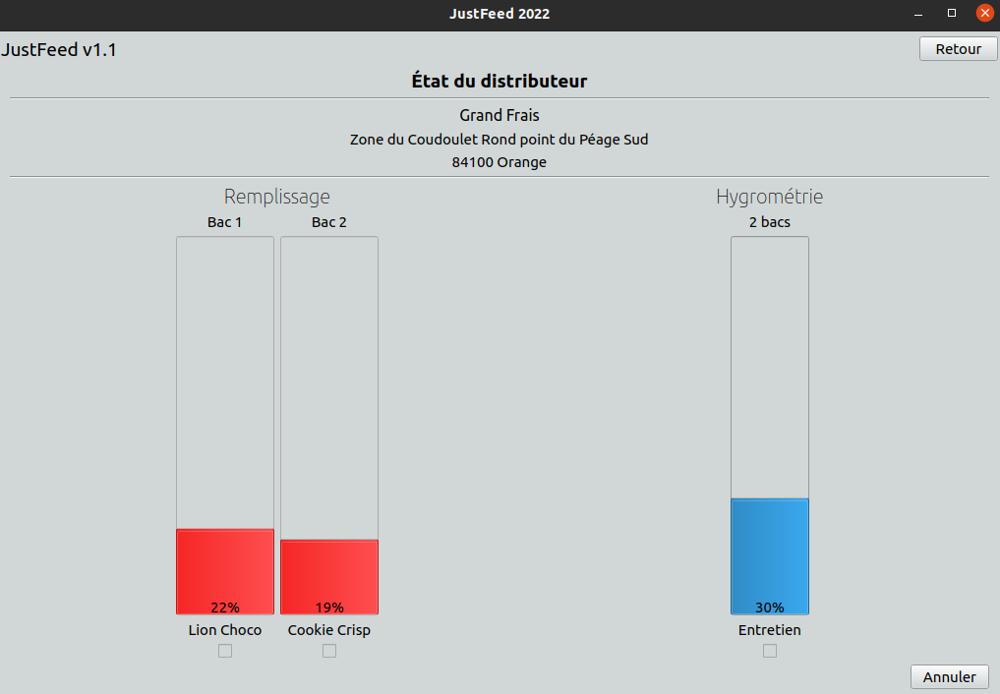 JustFeed 2022
JustFeed v1.1
Retour
État du distributeur
Grand Frais
Zone du Coudoulet Rond point du Péage Sud
84100 Orange
Remplissage
Hygrométrie
Bac 1
Bac 2
2 bacs
22%
19%
30%
Lion Choco
Cookie Crisp
Entretien
Annuler